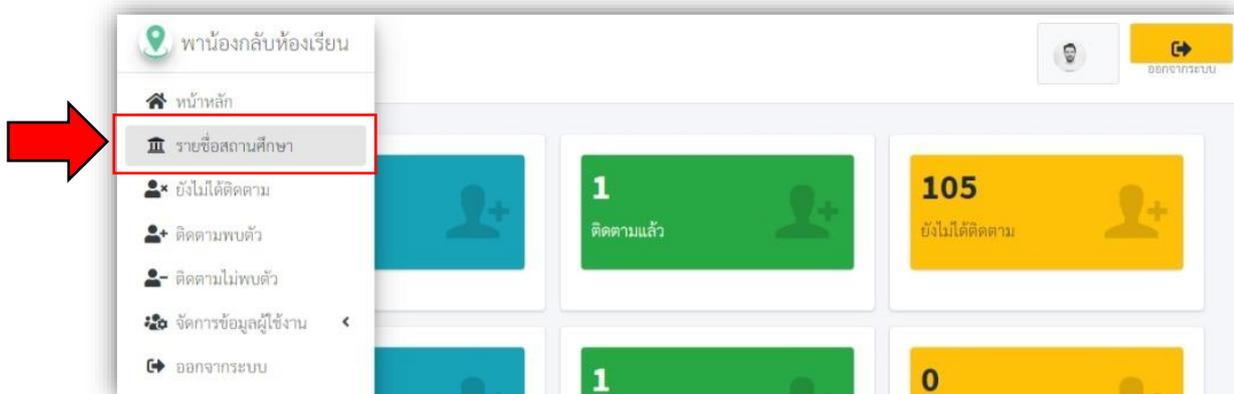 พาน้องกลับห้องเรียน
ออกจากระบบ
หน้าหลัก
รายชื่อสถานศึกษา
ยังไม่ได้ติดตาม
ติดตามพบตัว
ติดตามไม่พบตัว
จัดการข้อมูลผู้ใช้งาน
ออกจากระบบ
1
ติดตามแล้ว
105
ยังไม่ได้ติดตาม
1
0